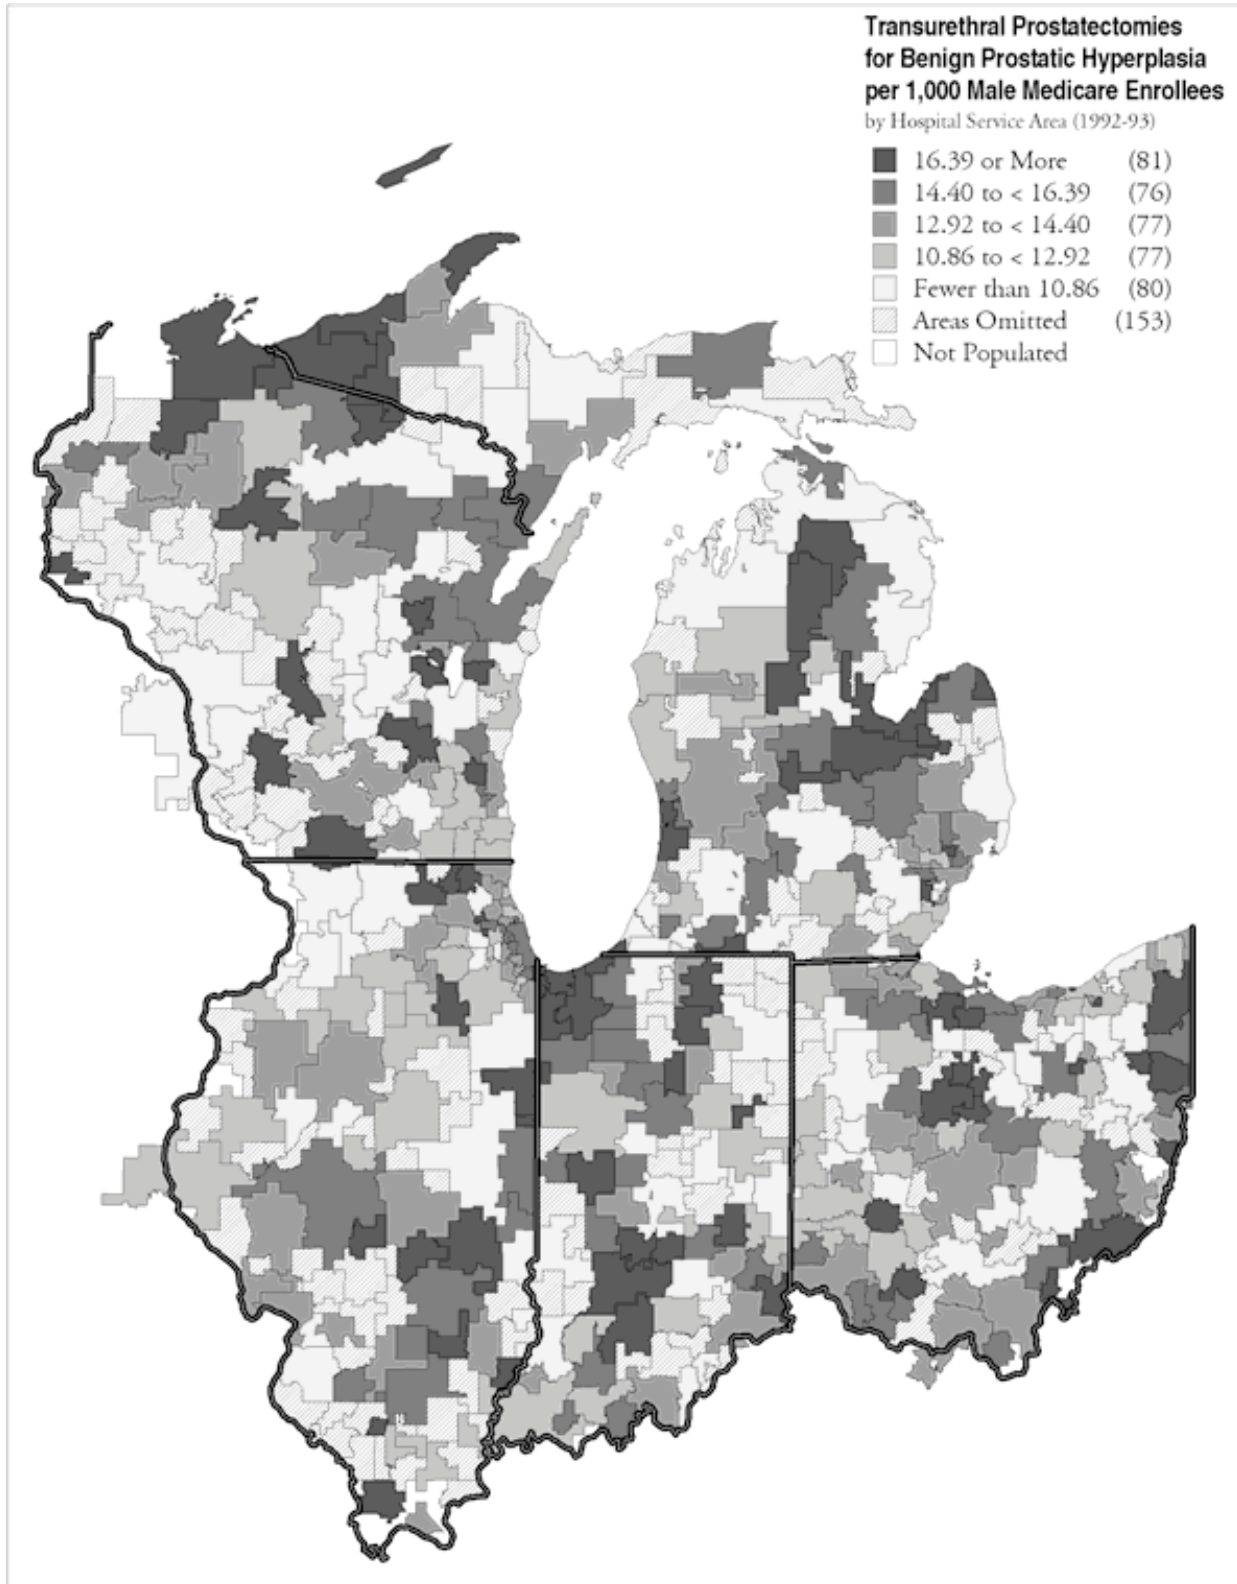 Transurethral Prostatectomies
for Benign Prostatic Hyperplasia
per 1,000 Male Medicare Enrollees
by Hospital Service Area (1992-93)
16.39 or More (81)
14.40 to < 16.39 (76)
12.92 to < 14.40 (77)
10.86 to < 12.92 (77)
Fewer than 10.86 (80)
Areas Omitted (153)
Not Populated